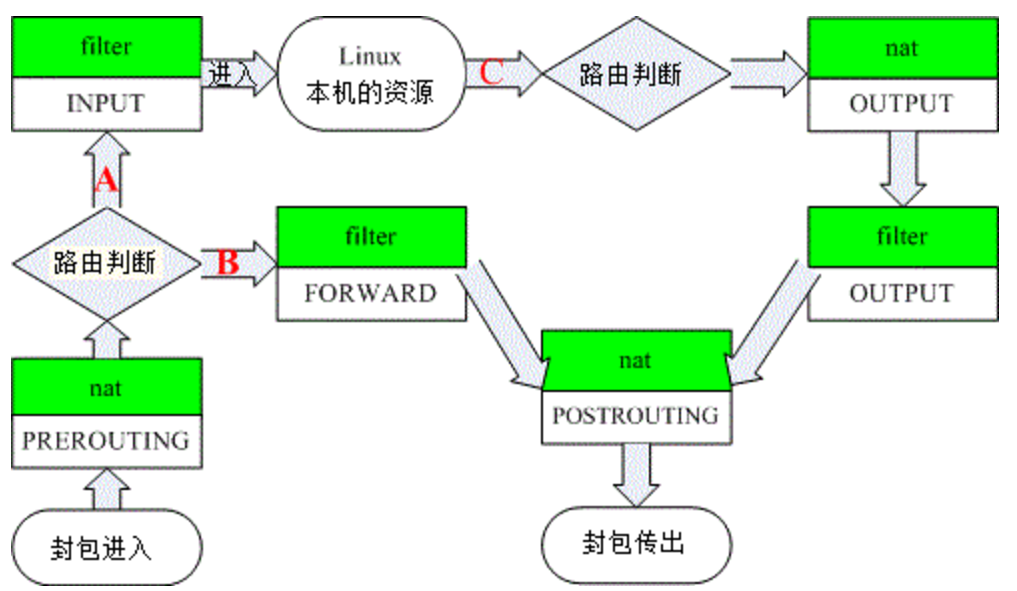 filter
INPUT
进入
Linux
本机的资源
C
路由判断
nat
OUTPUT
A
路由判断
B
filter
FORWARD
filter
OUTPUT
nat
PREROUTING
nat
POSTROUTING
封包进入
封包传出